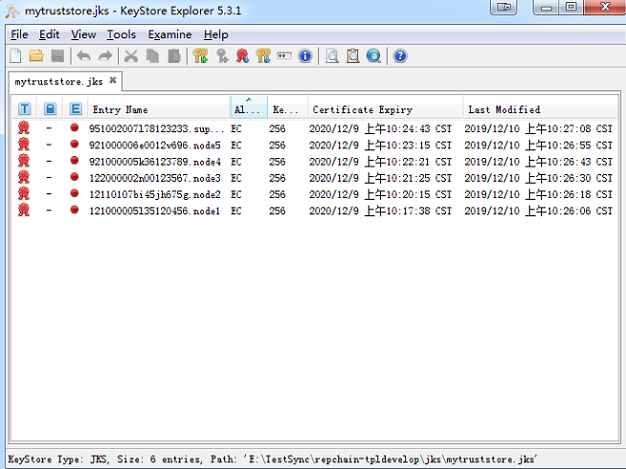 mytruststore.jks - KeyStore Explorer 5.3.1
File Edit View Tools Examine Help
mytruststore.jks
T E Entry Name Al... Ke... Certificate Expiry Last Modified
951002007l78123233.sup... EC 256 2020/12/9 上午10:24:43 CST 2019/12/10 上午10:27:08 CST
921000006e0012v696.node5 EC 256 2020/12/9 上午10:23:15 CST 2019/12/10 上午10:26:55 CST
921000005k36123789.node4 EC 256 2020/12/9 上午10:22:21 CST 2019/12/10 上午10:26:43 CST
122000002n00123567.node3 EC 256 2020/12/9 上午10:21:25 CST 2019/12/10 上午10:26:30 CST
12110107bi45jh675g.node2 EC 256 2020/12/9 上午10:20:15 CST 2019/12/10 上午10:26:18 CST
121000005l35120456.node1 EC 256 2020/12/9 上午10:17:38 CST 2019/12/10 上午10:26:06 CST
KeyStore Type: JKS, Size: 6 entries, Path: 'E:\TestSync\repchain-tpldevelop\jks\mytruststore.jks'